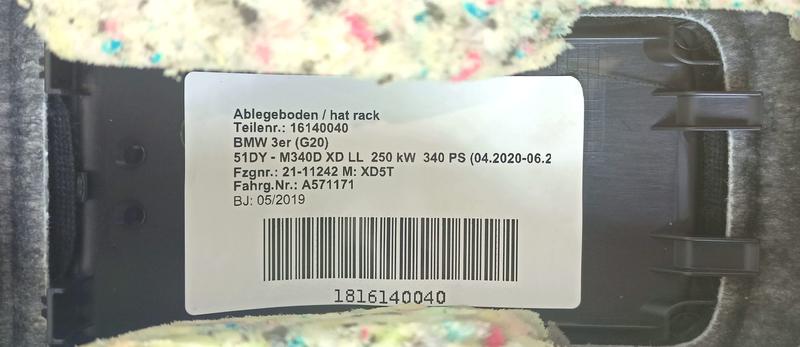 Ablegeboden / hat rack
Teilenr.: 16140040
BMW 3er (G20)
51DY - M340D XD LL 250 kW 340 PS (04.2020-06.2
Fzgnr.: 21-11242 M: XD5T
Fahrg.Nr.: A571171
BJ: 05/2019
1816140040